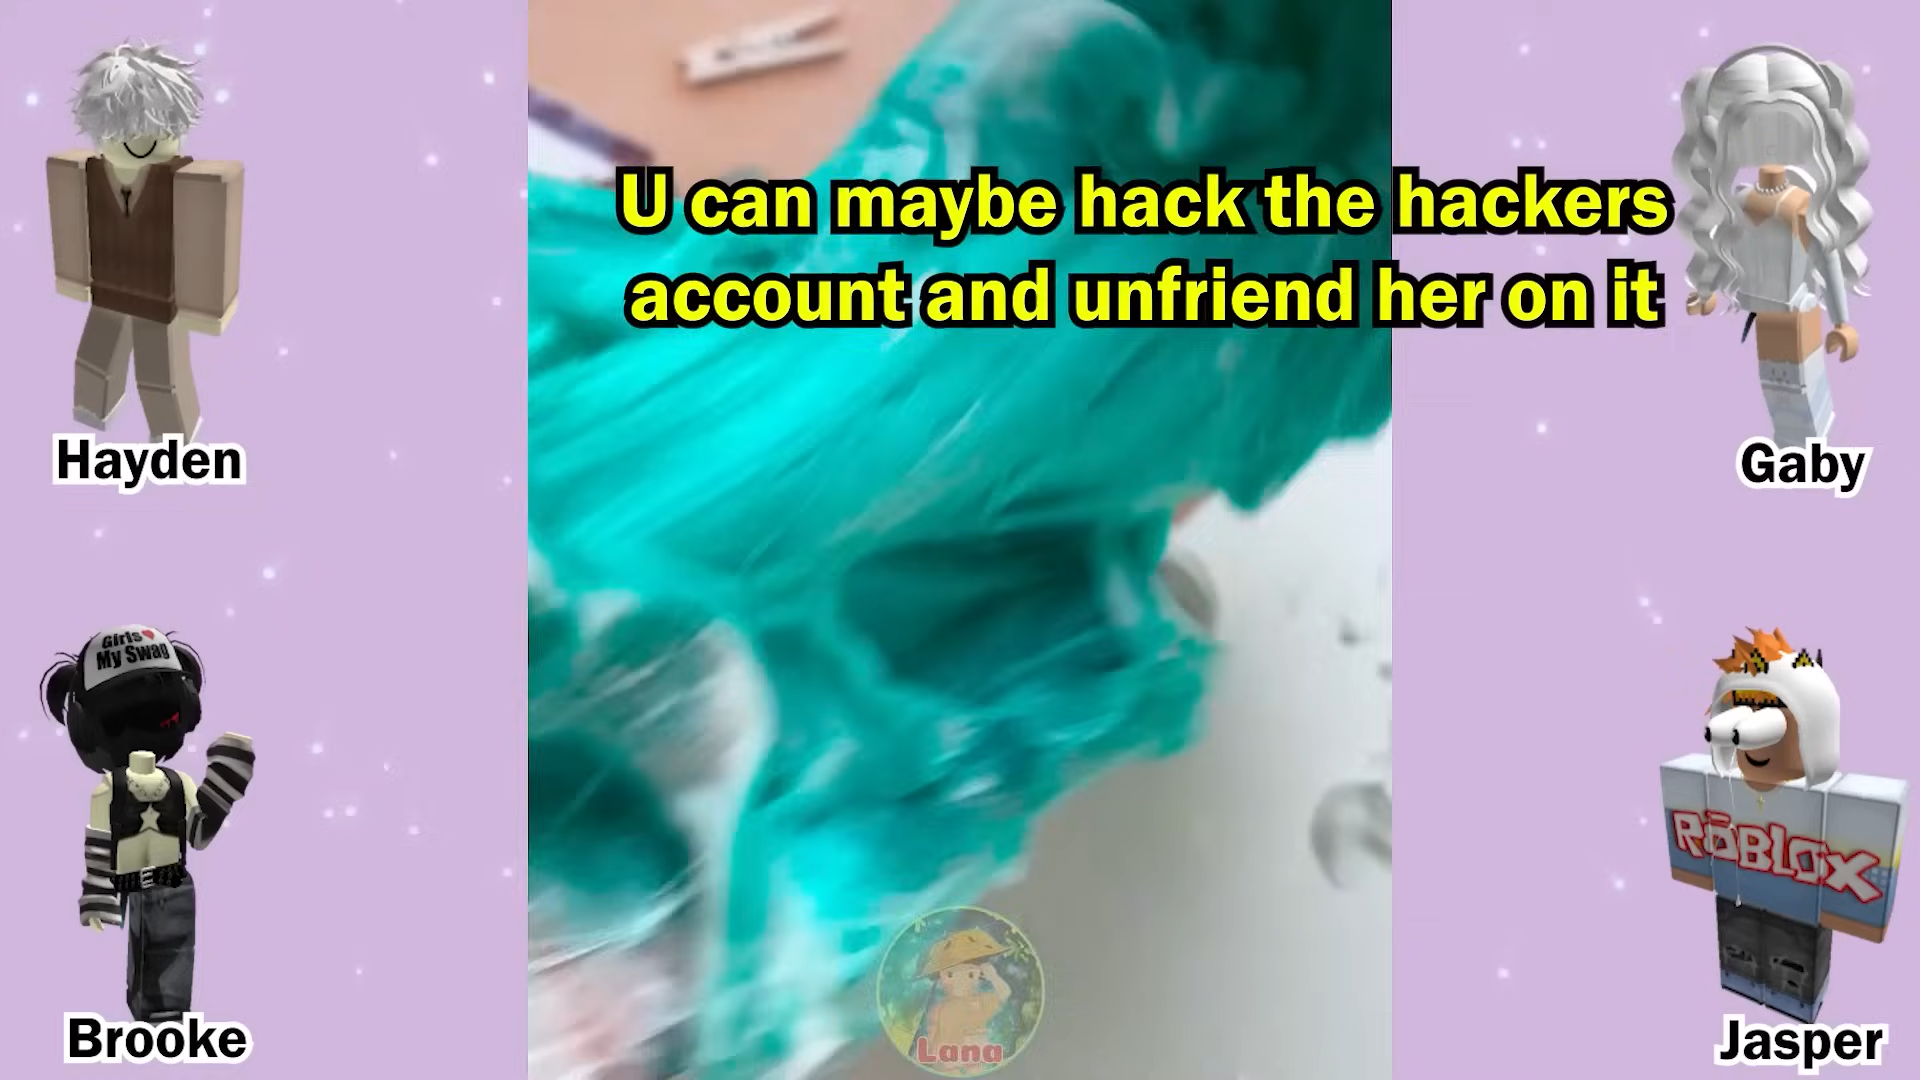 U can maybe hack the hackers
account and unfriend her on it
Hayden
Gaby
Girls
My Swag
ROBLOX
Brooke
Lana
Jasper